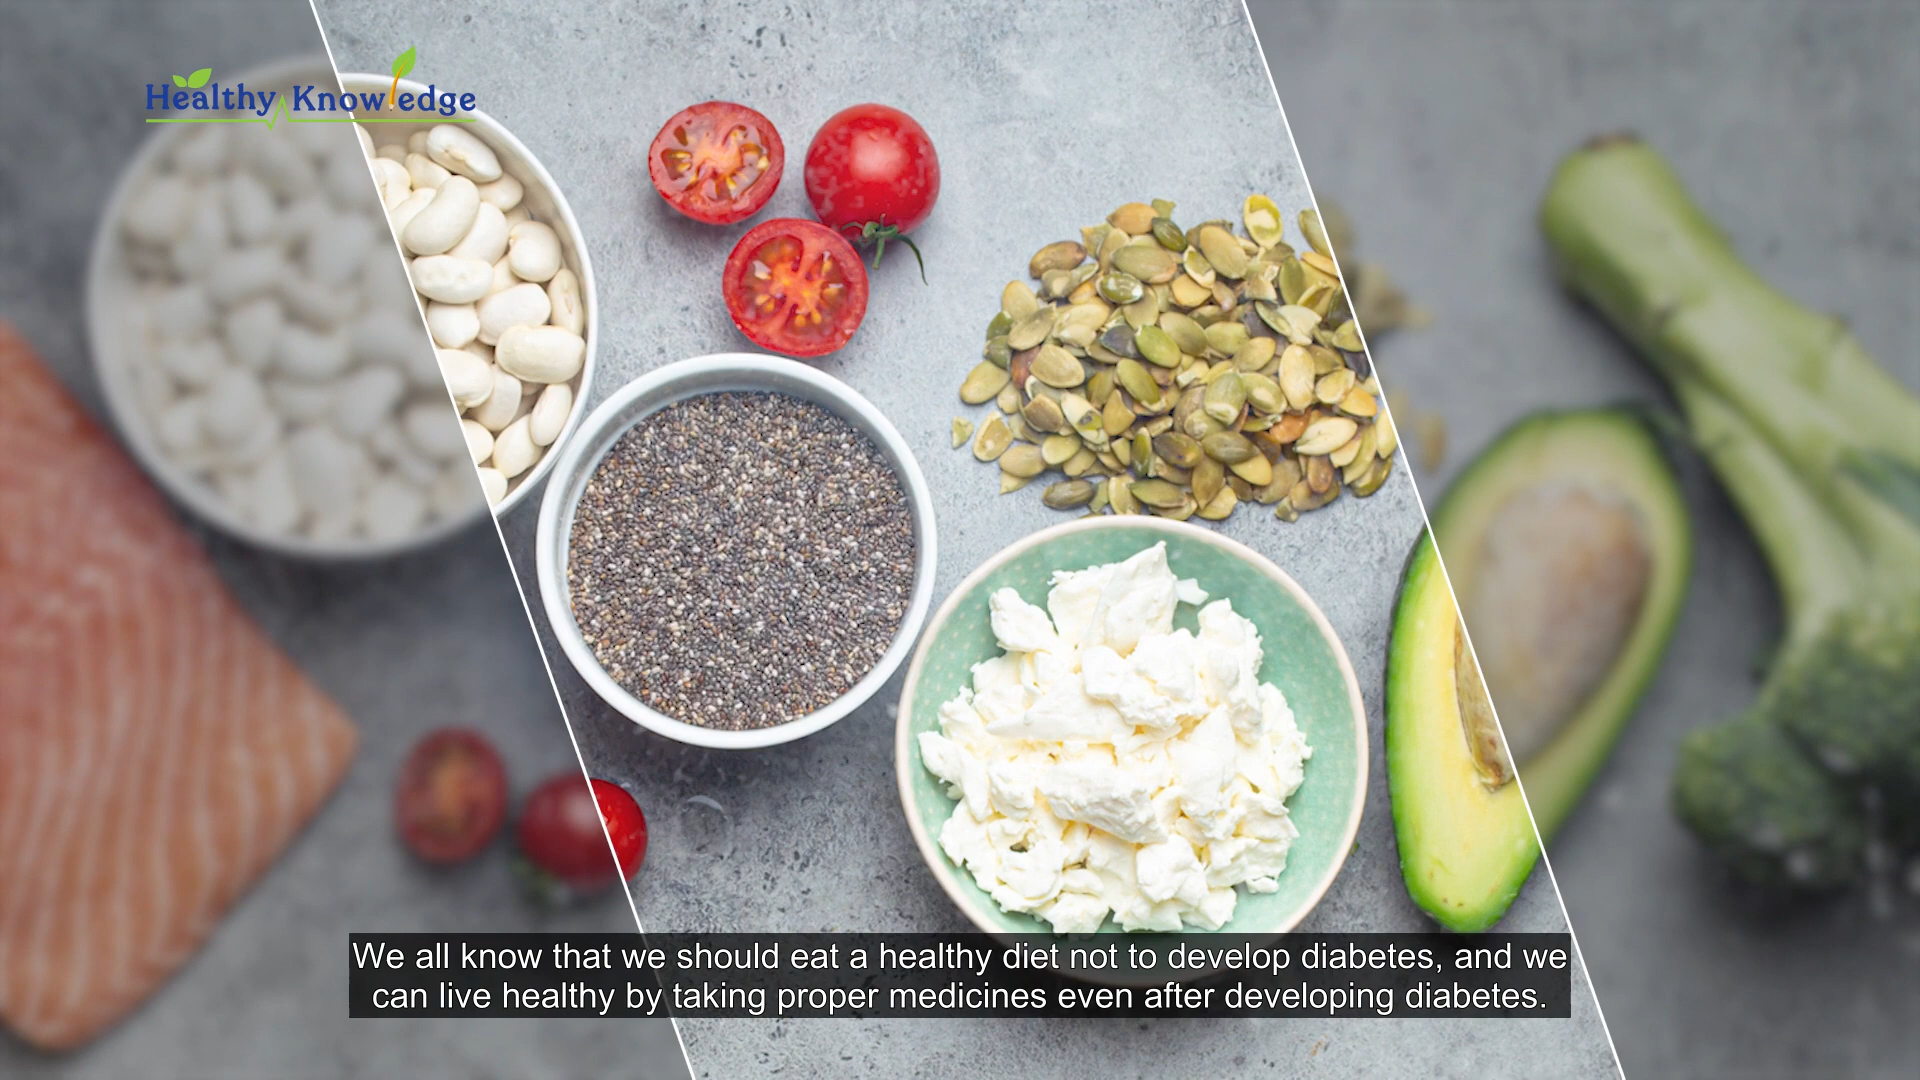 Healthy Knowledge
We all know that we should eat a healthy diet not to develop diabetes, and we
can live healthy by taking proper medicines even after developing diabetes.